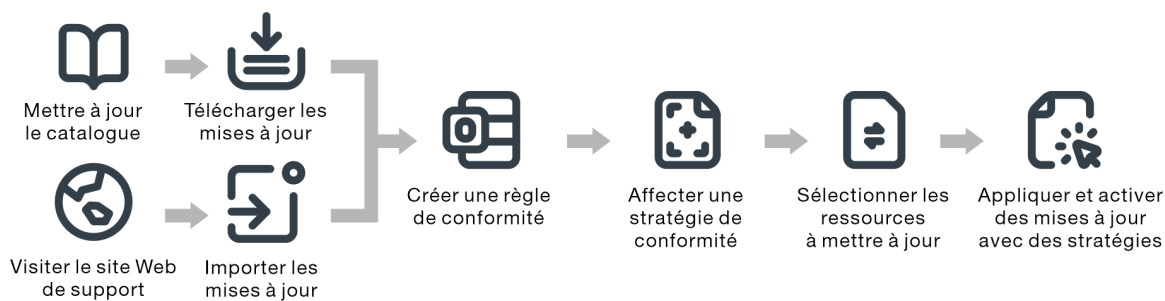 Mettre à jour
le catalogue
Télécharger les
mises à jour
Visiter le site Web
de support
Importer les
mises à jour
Créer une règle
de conformité
Affecter une
stratégie de
conformité
Sélectionner les
ressources
à mettre à jour
Appliquer et activer
des mises à jour
avec des stratégies